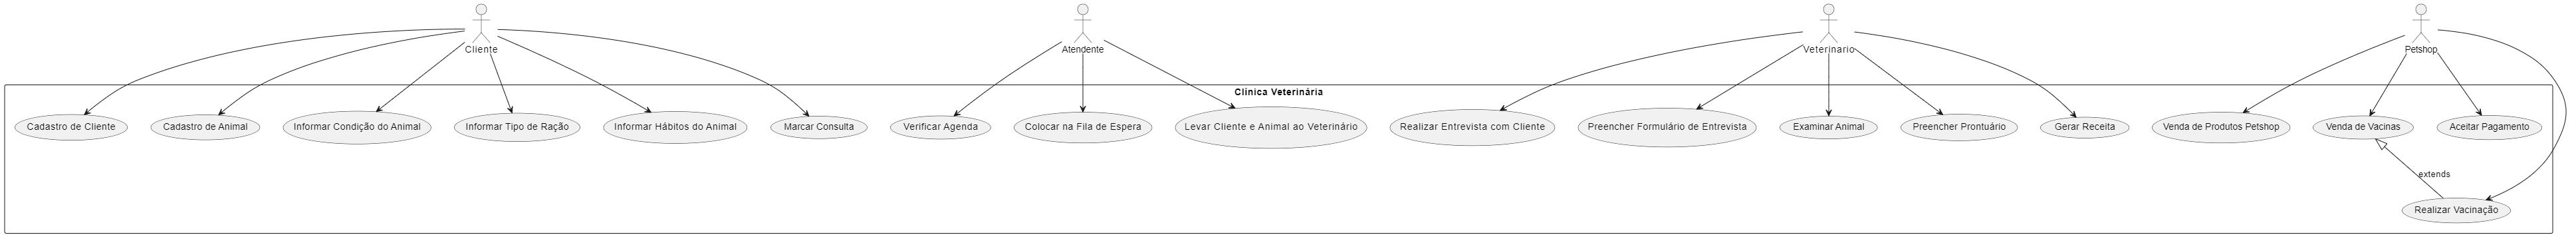 Cliente
Atendente
Veterinario
Petshop
Clínica Veterinária
Cadastro de Cliente
Cadastro de Animal
Informar Condição do Animal
Informar Tipo de Ração
Informar Hábitos do Animal
Marcar Consulta
Verificar Agenda
Colocar na Fila de Espera
Levar Cliente e Animal ao Veterinário
Realizar Entrevista com Cliente
Preencher Formulário de Entrevista
Examinar Animal
Preencher Prontuário
Gerar Receita
Venda de Produtos Petshop
Venda de Vacinas
Aceitar Pagamento
extends
Realizar Vacinação